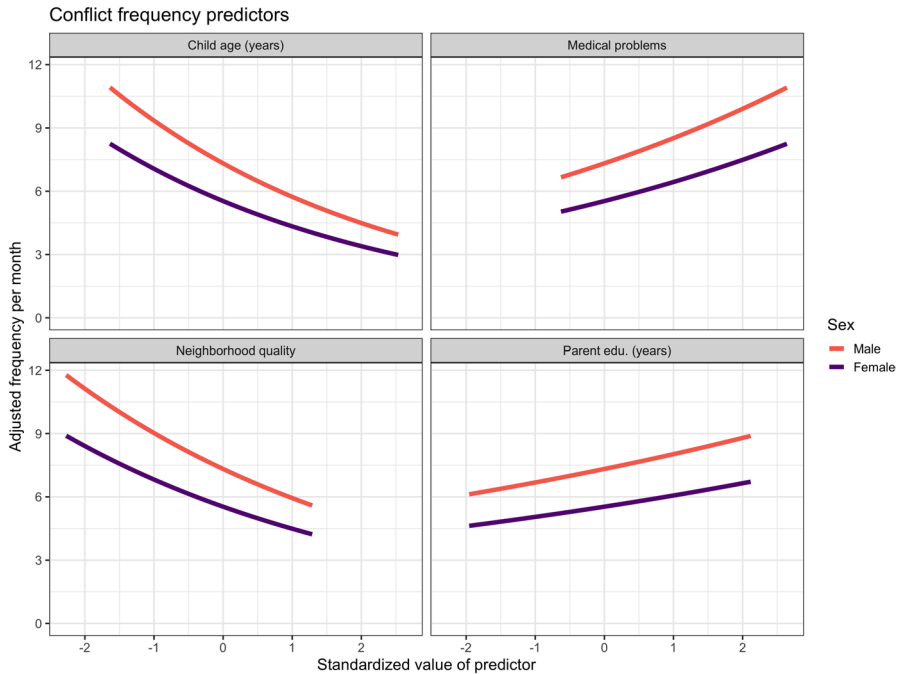 Conflict frequency predictors
Child age (years)
Medical problems
12
9
6
3
0
Neighborhood quality
Parent edu. (years)
12
9
6
3
0
-2 -1 0 1 2
-2 -1 0 1 2
Standardized value of predictor
Adjusted frequency per month
Sex
Male
Female